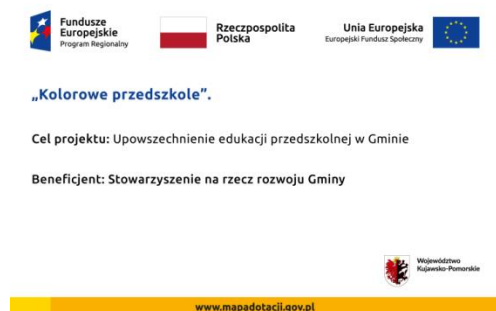 Fundusze
Europejskie
Program Regionalny
Rzeczpospolita
Polska
Unia Europejska
Europejski Fundusz Społeczny
„Kolorowe przedszkole”.
Cel projektu: Upowszechnienie edukacji przedszkolnej w Gminie
Beneficjent: Stowarzyszenie na rzecz rozwoju Gminy
Województwo
Kujawsko-Pomorskie
www.mapadotacji.gov.pl